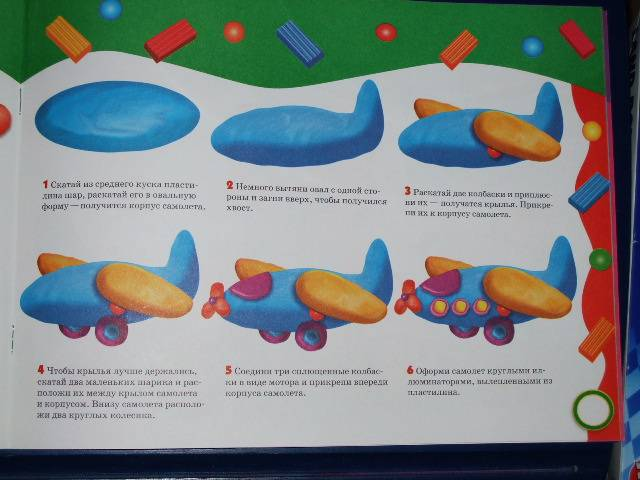 1 Скатай из среднего куска пласти-
лина шар, раскатай его в овальную
форму — получится корпус самолета.
2 Немного вытяни овал с одной сто-
роны и загни вверх, чтобы получился
хвост.
3 Раскатай две колбаски и приплюс-
ни их — получатся крылья. Прикре-
пи их к корпусу самолета.
4 Чтобы крылья лучше держались,
скатай два маленьких шарика и рас-
положи их между крылом самолета
и корпусом. Внизу самолета располо-
жи два круглых колесика.
5 Соедини три сплющенные колбас-
ки в виде мотора и прикрепи впереди
корпуса самолета.
6 Оформи самолет круглыми ил-
люминаторами, вылепленными из
пластилина.